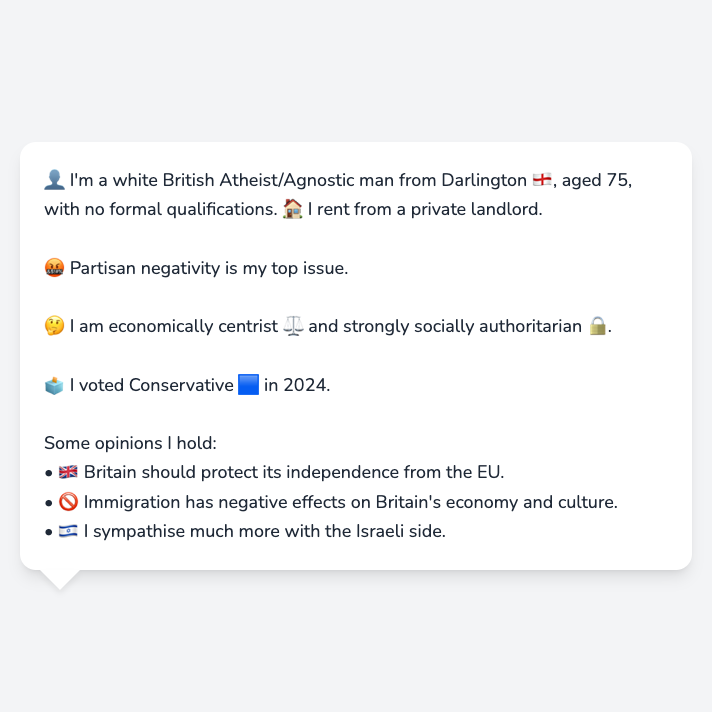 👤 I'm a white British Atheist/Agnostic man from Darlington 🏴󠁧󠁢󠁥󠁮󠁧󠁿, aged 75,
with no formal qualifications. 🏠 I rent from a private landlord.
🤬 Partisan negativity is my top issue.
🤔 I am economically centrist ⚖️ and strongly socially authoritarian 🔒.
🗳️ I voted Conservative 🟦 in 2024.
Some opinions I hold:
• 🇬🇧 Britain should protect its independence from the EU.
• 🚫 Immigration has negative effects on Britain's economy and culture.
• 🇮🇱 I sympathise much more with the Israeli side.